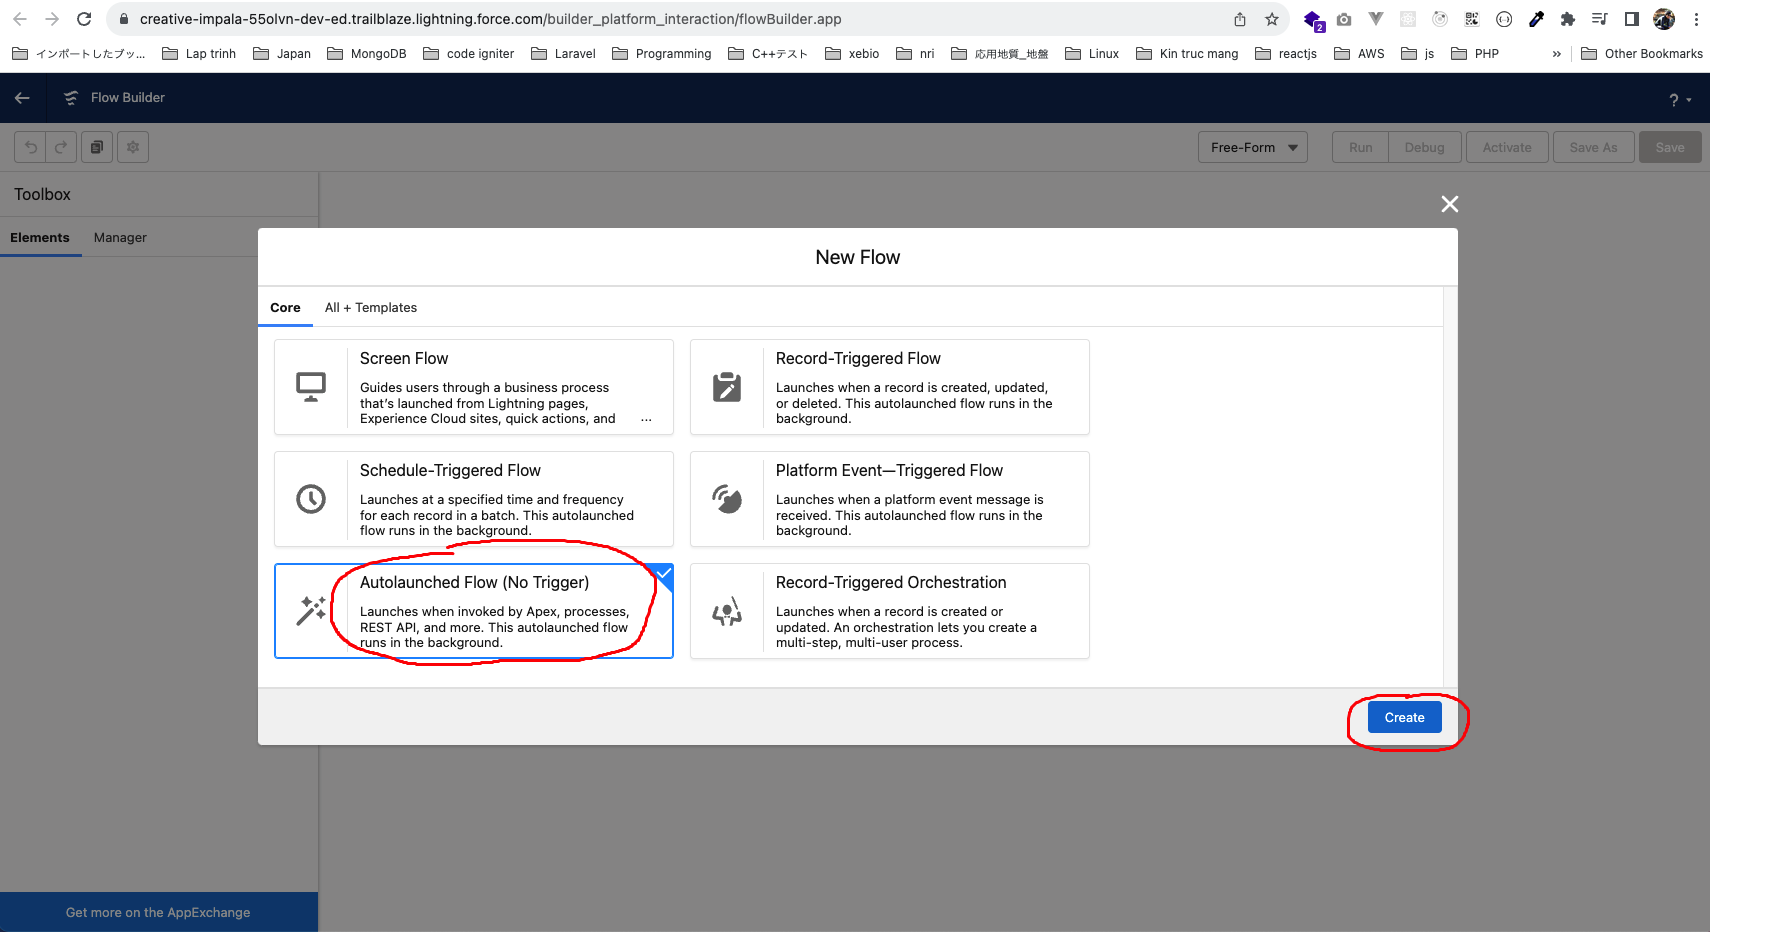 creative-impala-55olvn-dev-ed.trailblaze.lightning.force.com/builder_platform_interaction/flowBuilder.app
2
インポートしたブッ... Lap trinh Japan MongoDB code igniter Laravel Programming C++テスト xebio nri 応用地質_地盤 Linux Kin truc mang reactjs AWS js PHP » Other Bookmarks
Flow Builder
?
Free-Form Run Debug Activate Save As Save
Toolbox
Elements Manager
New Flow
Core All + Templates
Screen Flow
Guides users through a business process
that's launched from Lightning pages,
Experience Cloud sites, quick actions, and ...
Record-Triggered Flow
Launches when a record is created, updated,
or deleted. This autolaunched flow runs in the
background.
Schedule-Triggered Flow
Launches at a specified time and frequency
for each record in a batch. This autolaunched
flow runs in the background.
Platform Event—Triggered Flow
Launches when a platform event message is
received. This autolaunched flow runs in the
background.
Autolaunched Flow (No Trigger)
Launches when invoked by Apex, processes,
REST API, and more. This autolaunched flow
runs in the background.
Record-Triggered Orchestration
Launches when a record is created or
updated. An orchestration lets you create a
multi-step, multi-user process.
Create
Get more on the AppExchange